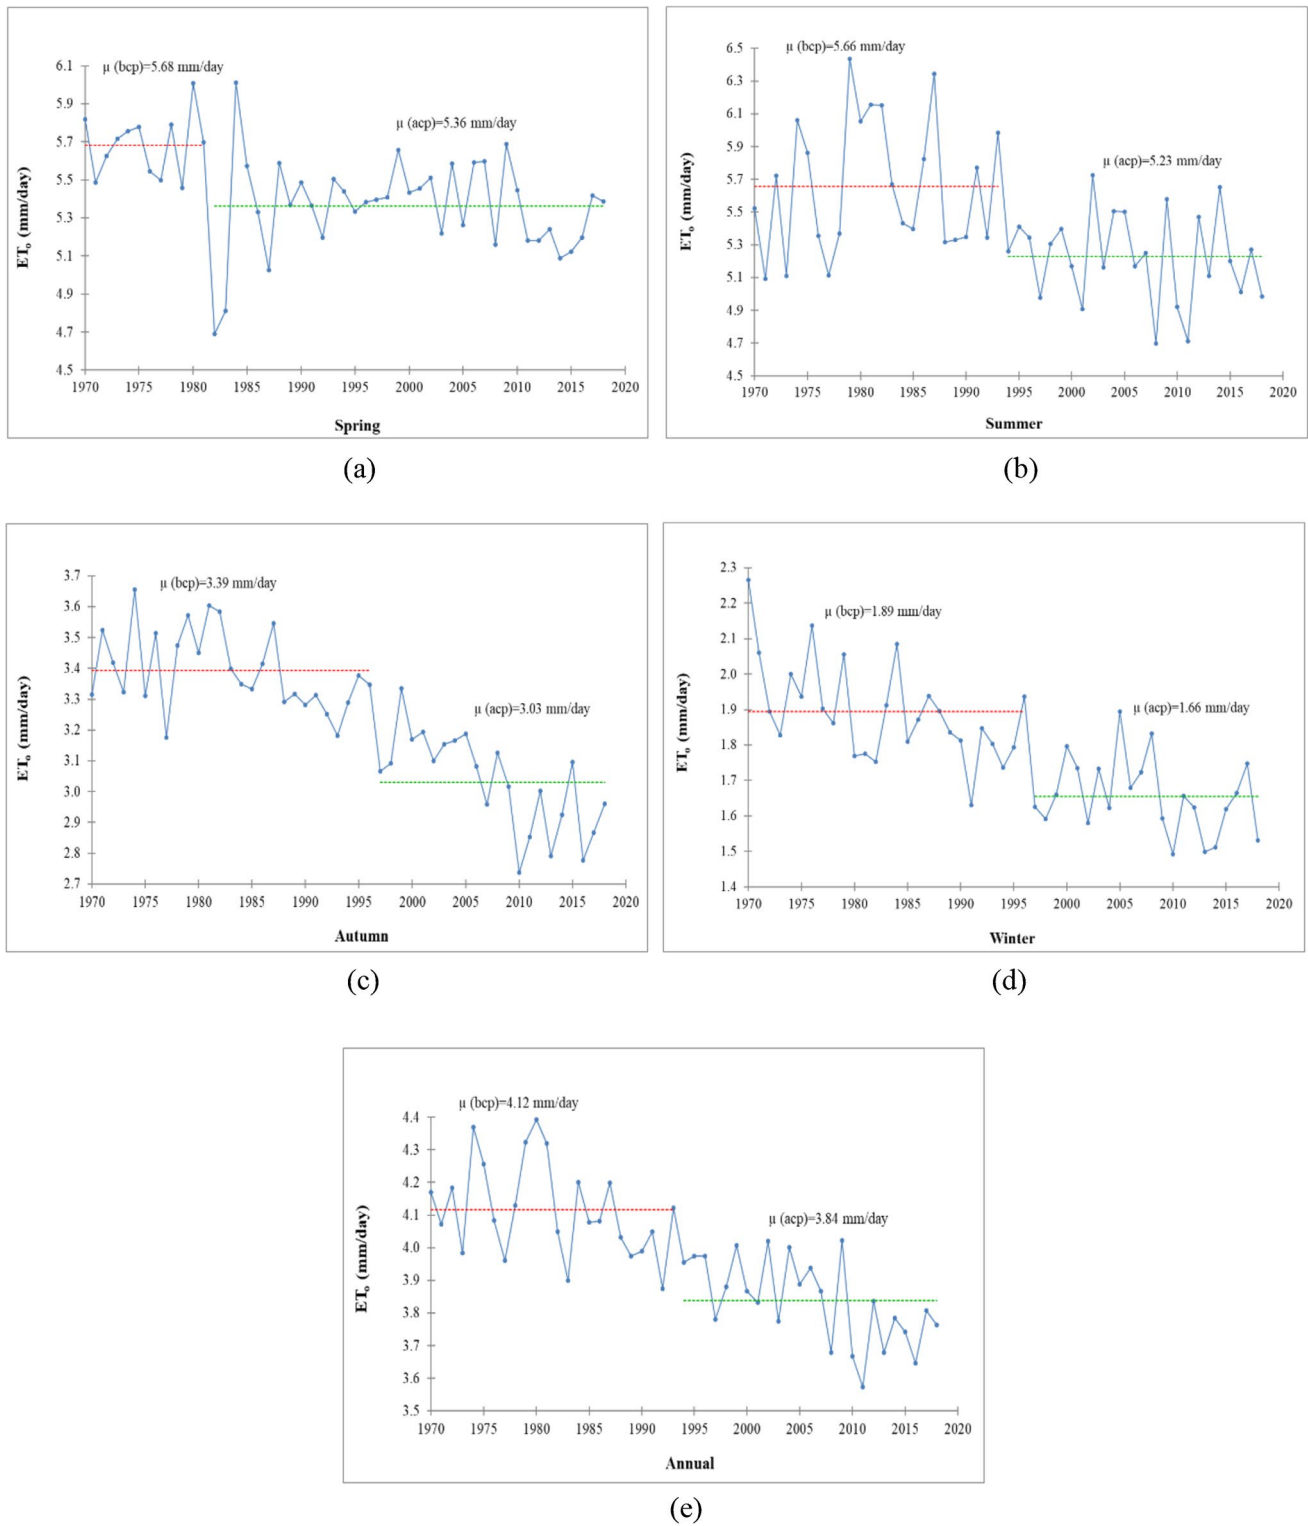 µ (bcp)=5.68 mm/day
µ (acp)=5.36 mm/day
ETo (mm/day)
6.1
5.9
5.7
5.5
5.3
5.1
4.9
4.7
4.5
1970 1975 1980 1985 1990 1995 2000 2005 2010 2015 2020
Spring
(a)
µ (bcp)=5.66 mm/day
µ (acp)=5.23 mm/day
ETo (mm/day)
6.5
6.3
6.1
5.9
5.7
5.5
5.3
5.1
4.9
4.7
4.5
1970 1975 1980 1985 1990 1995 2000 2005 2010 2015 2020
Summer
(b)
µ (bcp)=3.39 mm/day
µ (acp)=3.03 mm/day
ETo (mm/day)
3.7
3.6
3.5
3.4
3.3
3.2
3.1
3.0
2.9
2.8
2.7
1970 1975 1980 1985 1990 1995 2000 2005 2010 2015 2020
Autumn
(c)
µ (bcp)=1.89 mm/day
µ (acp)=1.66 mm/day
ETo (mm/day)
2.3
2.2
2.1
2.0
1.9
1.8
1.7
1.6
1.5
1.4
1970 1975 1980 1985 1990 1995 2000 2005 2010 2015 2020
Winter
(d)
µ (bcp)=4.12 mm/day
µ (acp)=3.84 mm/day
ETo (mm/day)
4.4
4.3
4.2
4.1
4.0
3.9
3.8
3.7
3.6
3.5
1970 1975 1980 1985 1990 1995 2000 2005 2010 2015 2020
Annual
(e)